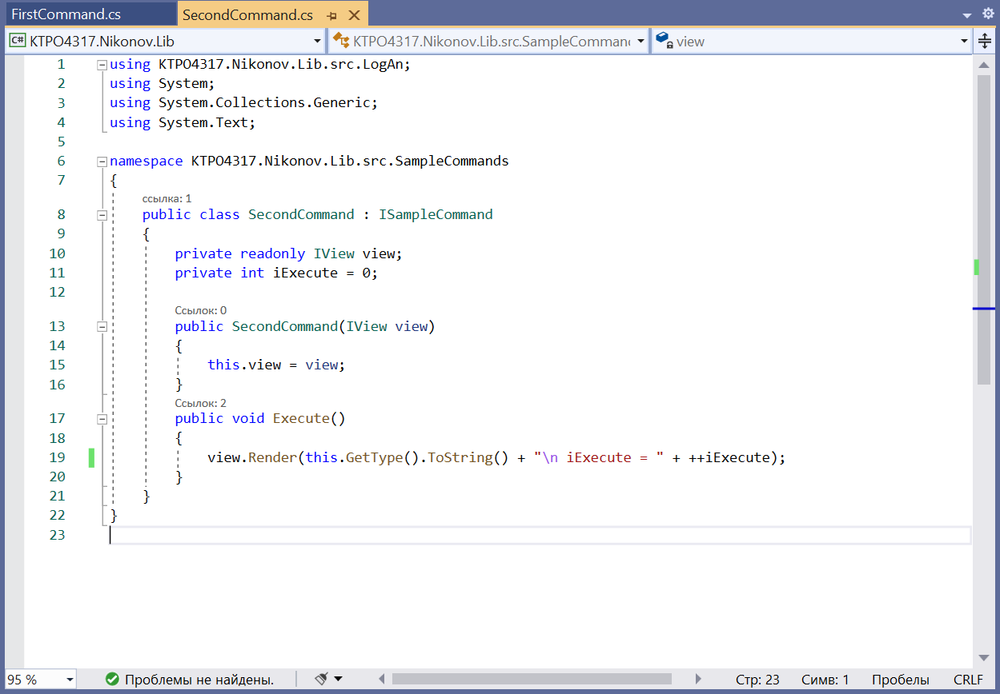 FirstCommand.cs
SecondCommand.cs
C# KTPO4317.Nikonov.Lib
KTPO4317.Nikonov.Lib.src.SampleComman
view
1 using KTPO4317.Nikonov.Lib.src.LogAn;
2 using System;
3 using System.Collections.Generic;
4 using System.Text;
5
6 namespace KTPO4317.Nikonov.Lib.src.SampleCommands
7 {
ссылка: 1
8 public class SecondCommand : ISampleCommand
9 {
10 private readonly IView view;
11 private int iExecute = 0;
12
Ссылок: 0
13 public SecondCommand(IView view)
14 {
15 this.view = view;
16 }
Ссылок: 2
17 public void Execute()
18 {
19 view.Render(this.GetType().ToString() + "\n iExecute = " + ++iExecute);
20 }
21 }
22 }
23
95 %
Проблемы не найдены.
Стр: 23
Симв: 1
Пробелы
CRLF